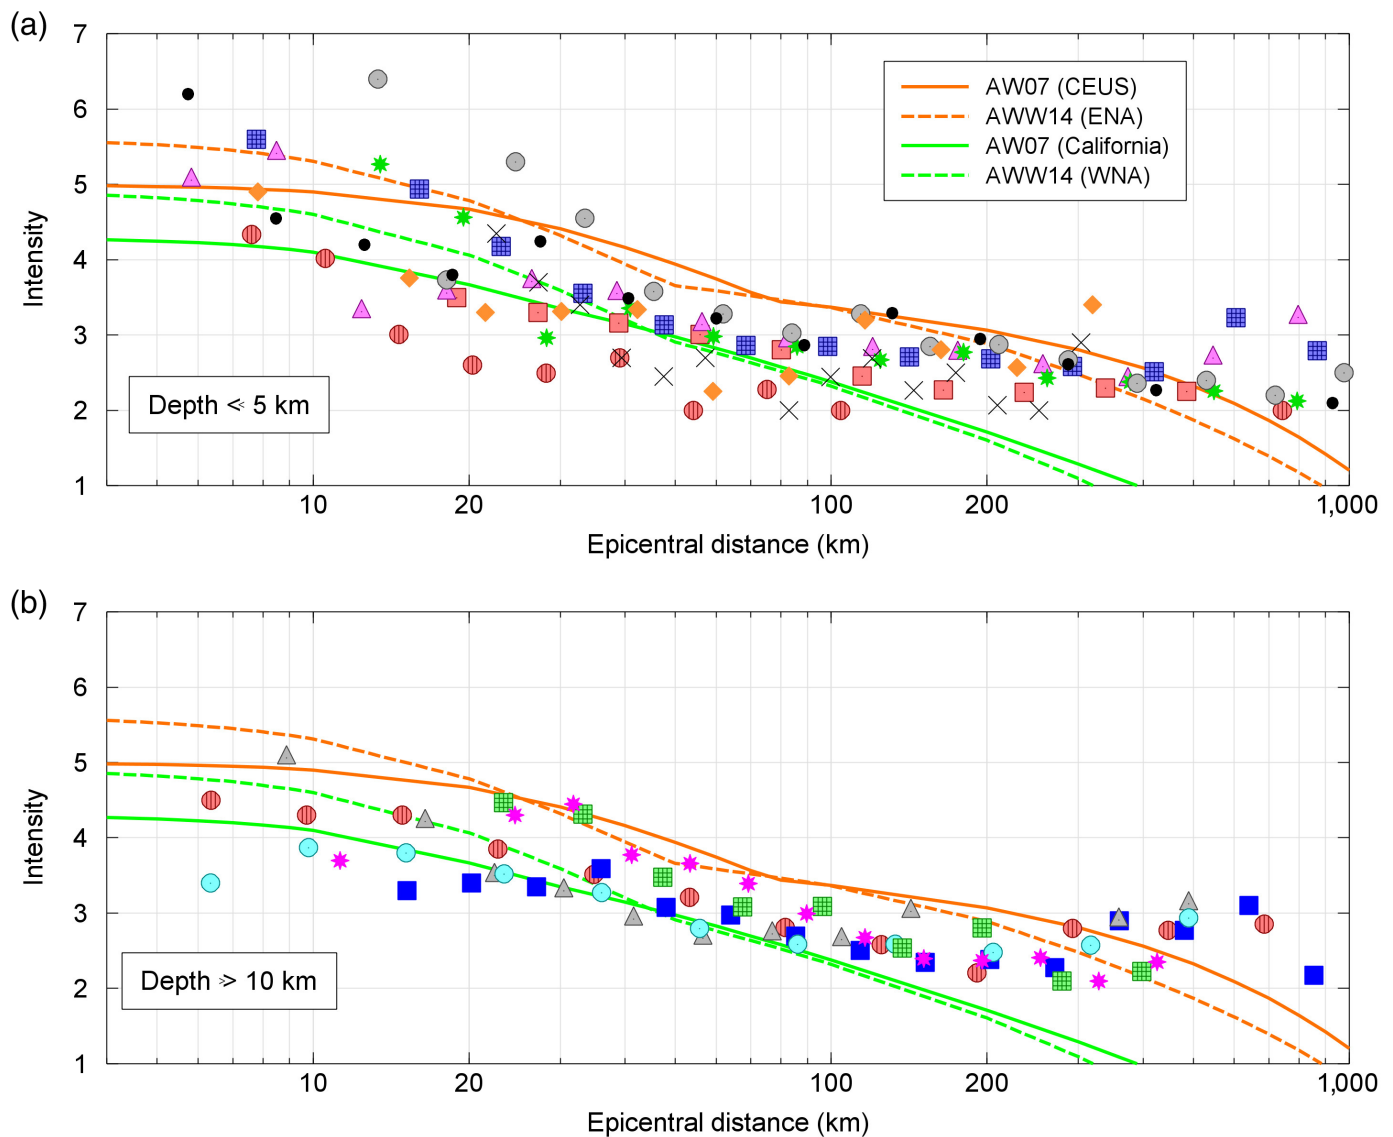 (a)
7
6
5
4
3
2
1
Intensity
AW07 (CEUS)
AWW14 (ENA)
AW07 (California)
AWW14 (WNA)
Depth < 5 km
10 20 100 200 1,000
Epicentral distance (km)
(b)
7
6
5
4
3
2
1
Intensity
Depth > 10 km
10 20 100 200 1,000
Epicentral distance (km)